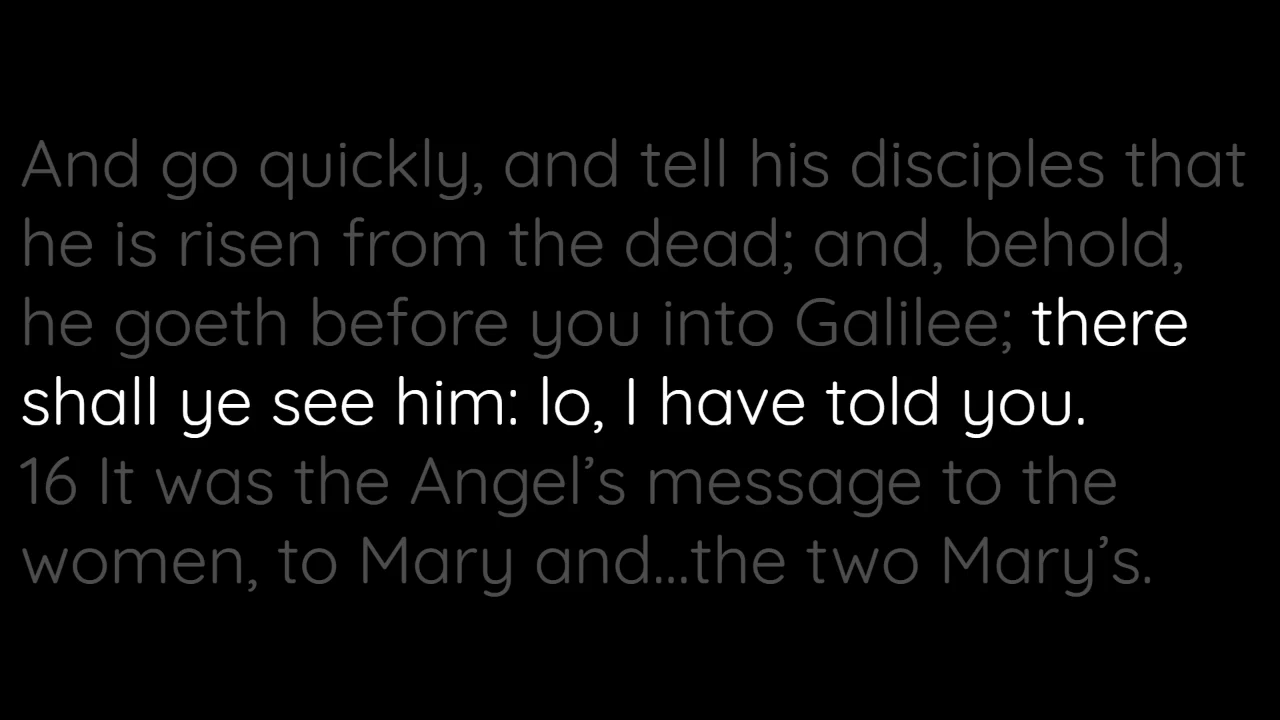 And go quickly, and tell his disciples that
he is risen from the dead; and, behold,
he goeth before you into Galilee; there
shall ye see him: lo, I have told you.
16 It was the Angel’s message to the
women, to Mary and...the two Mary’s.